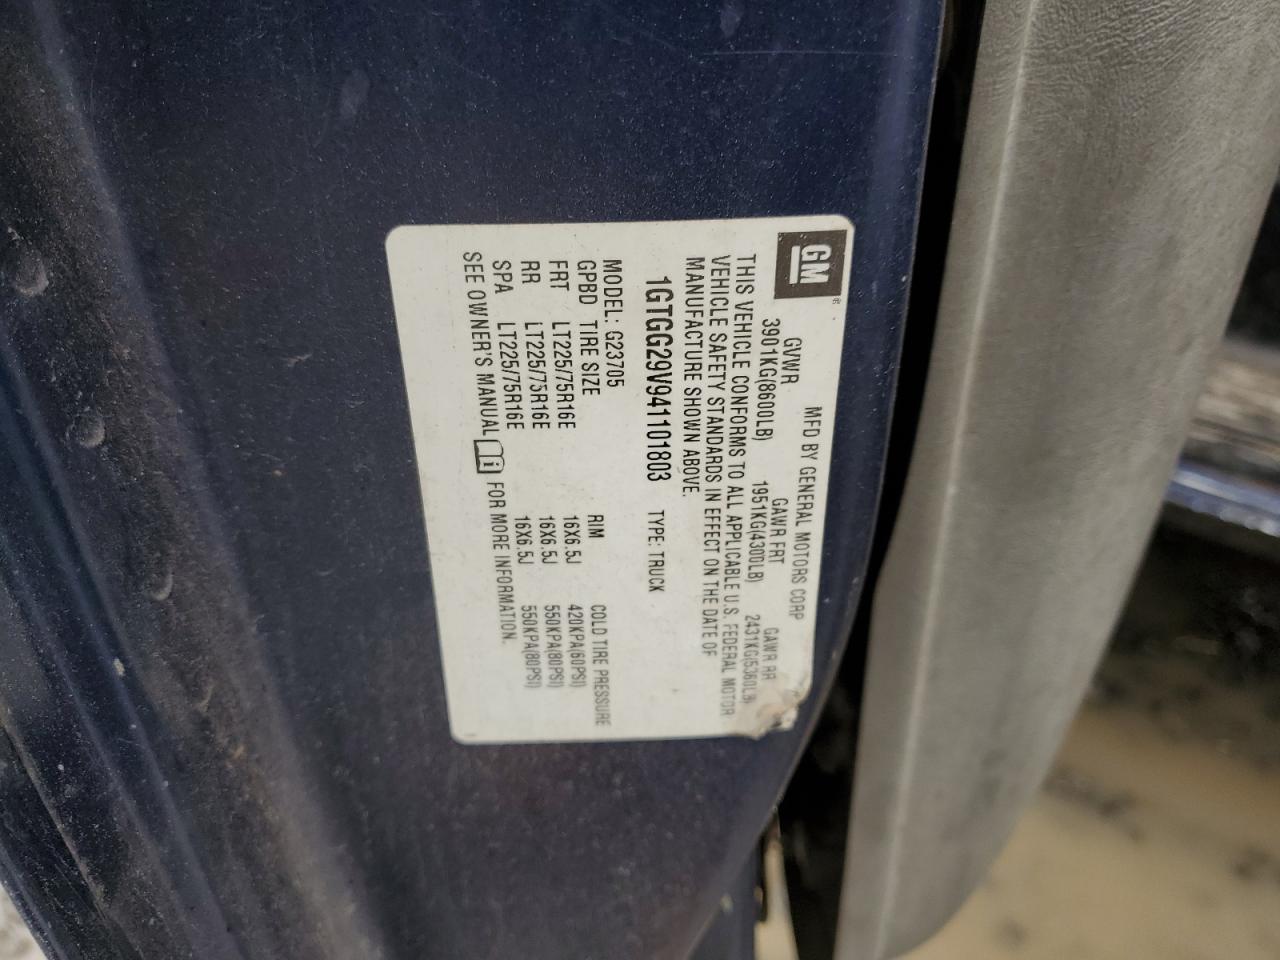 GM
MFD BY GENERAL MOTORS CORP
GVWR GAWR FRT GAWR RR
3901KG(8600LB) 1951KG(4300LB) 2431KG(5360LB)
THIS VEHICLE CONFORMS TO ALL APPLICABLE U.S. FEDERAL MOTOR
VEHICLE SAFETY STANDARDS IN EFFECT ON THE DATE OF
MANUFACTURE SHOWN ABOVE.
1GTGG29V941101803 TYPE: TRUCK
MODEL: G23705
GPBD TIRE SIZE RIM COLD TIRE PRESSURE
FRT LT225/75R16E 16X6.5J 420KPA(60PSI)
RR LT225/75R16E 16X6.5J 550KPA(80PSI)
SPA LT225/75R16E 16X6.5J 550KPA(80PSI)
SEE OWNER'S MANUAL FOR MORE INFORMATION.